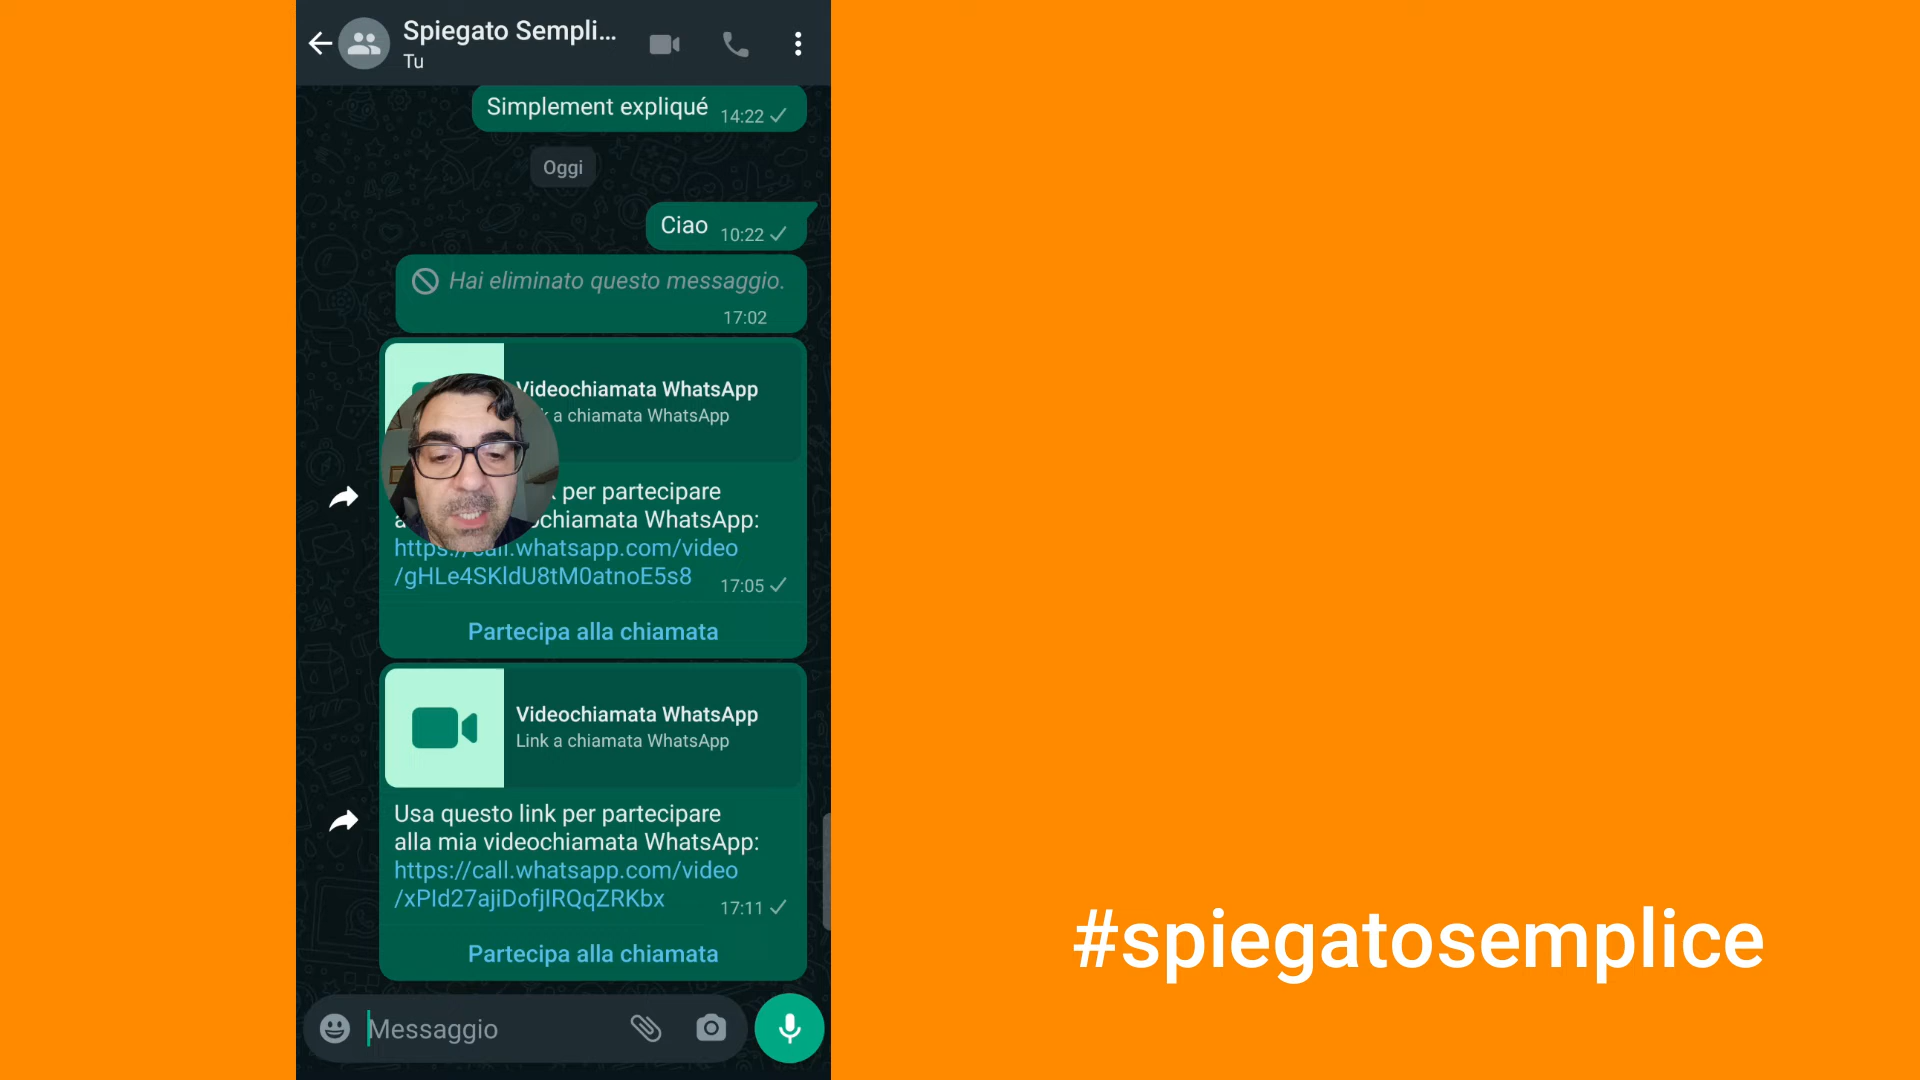 Spiegato Sempli...
Tu
Simplement expliqué 14:22
Oggi
Ciao 10:22
Hai eliminato questo messaggio.
17:02
Videochiamata WhatsApp
a chiamata WhatsApp
per partecipare
chiamata WhatsApp:
https://call.whatsapp.com/video
/gHLe4SKldU8tM0atnoE5s8 17:05
Partecipa alla chiamata
Videochiamata WhatsApp
Link a chiamata WhatsApp
Usa questo link per partecipare
alla mia videochiamata WhatsApp:
https://call.whatsapp.com/video
/xPId27ajiDofjIRQqZRKbx 17:11
Partecipa alla chiamata
Messaggio
#spiegatosemplice